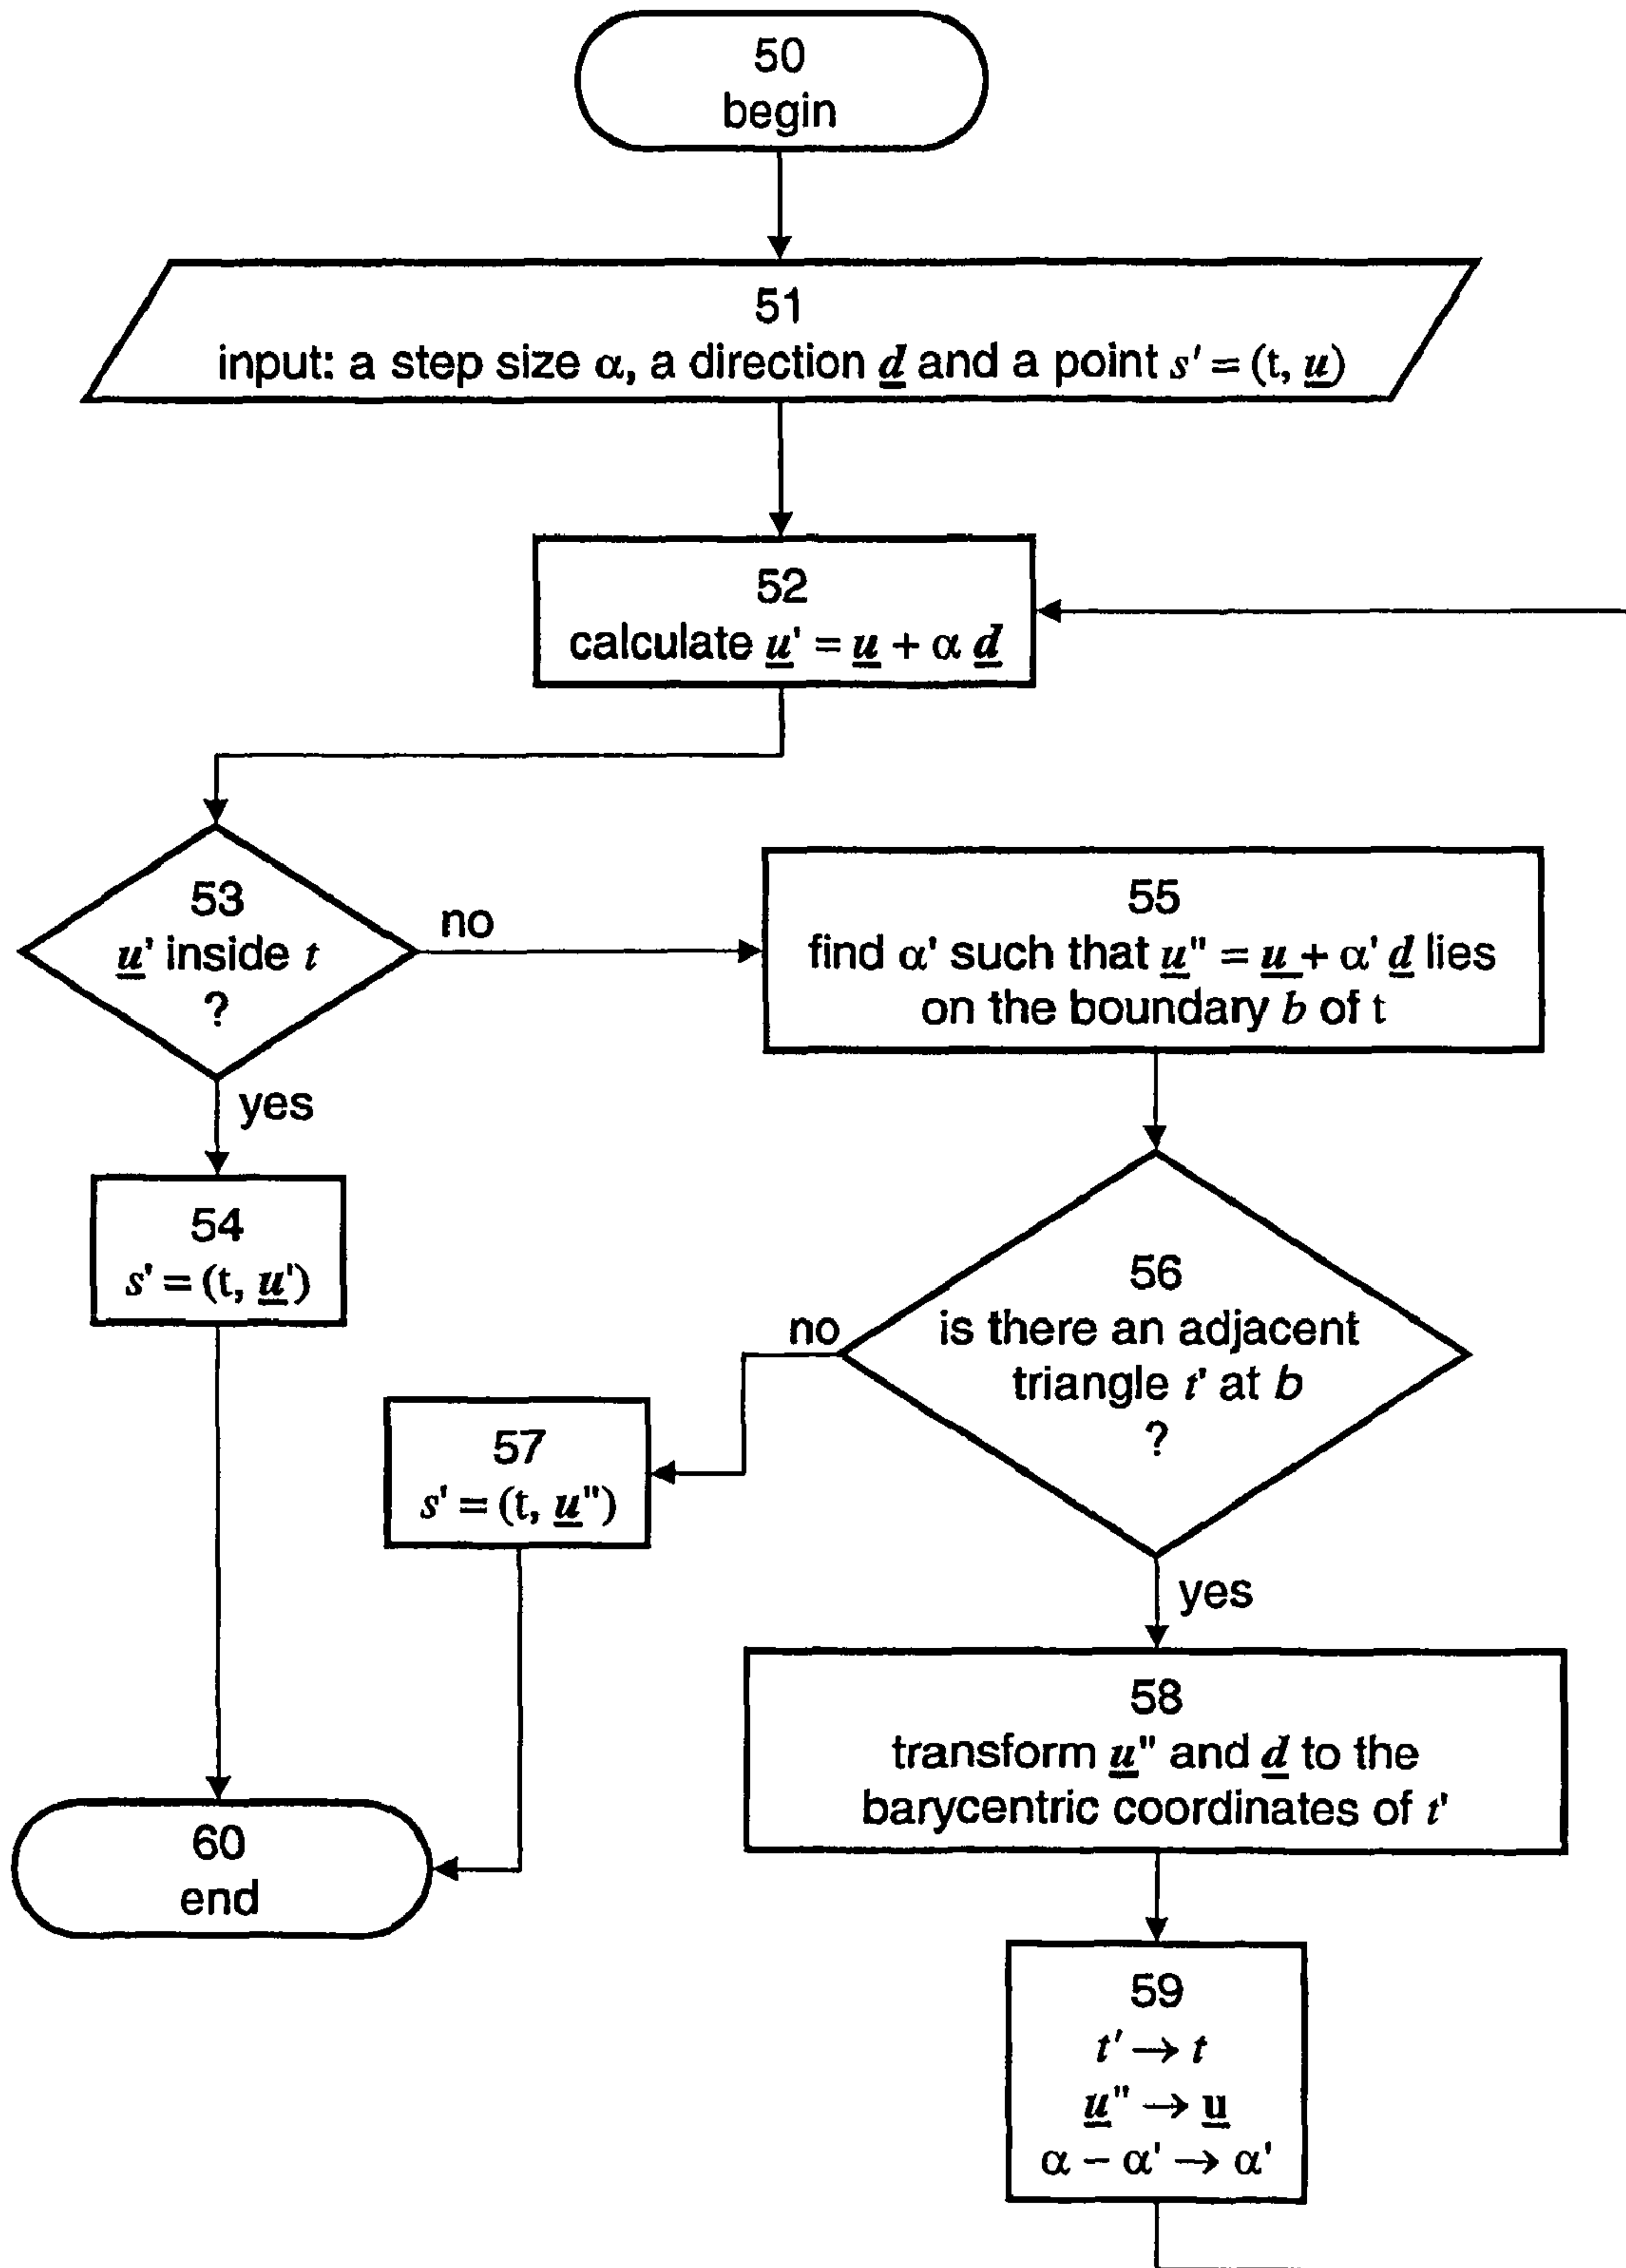 50
begin
51
input: a step size α, a direction d and a point s' = (t, u)
52
calculate u' = u + α d
53
u' inside t
?
no
yes
54
s' = (t, u')
55
find α' such that u" = u + α' d lies
on the boundary b of t
56
is there an adjacent
triangle t' at b
?
no
yes
57
s' = (t, u")
58
transform u" and d to the
barycentric coordinates of t'
59
t' → t
u" → u
α – α' → α'
60
end